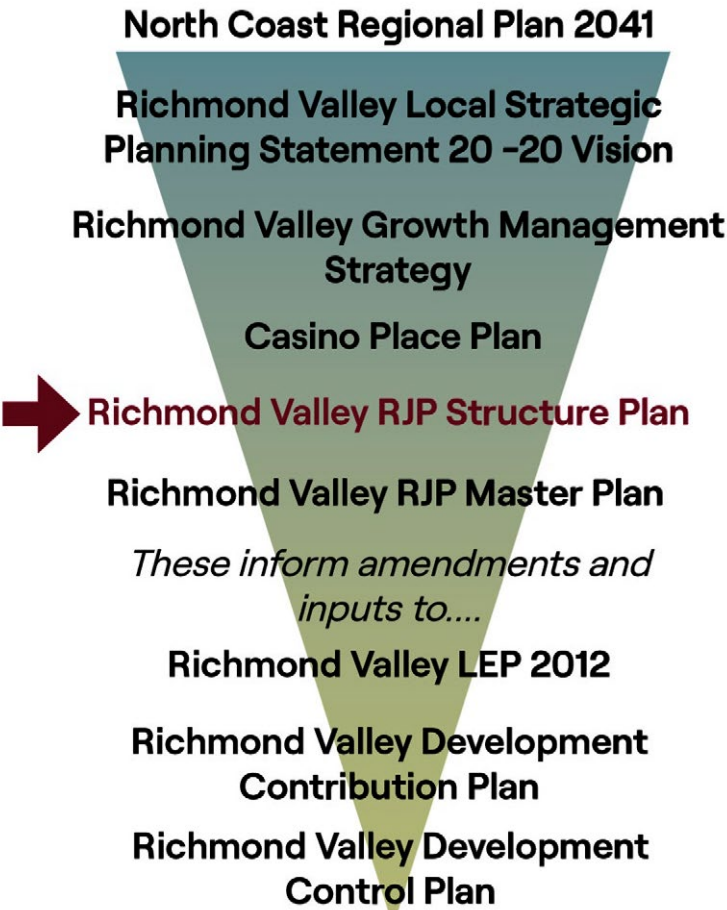 North Coast Regional Plan 2041
Richmond Valley Local Strategic
Planning Statement 20 -20 Vision
Richmond Valley Growth Management
Strategy
Casino Place Plan
Richmond Valley RJP Structure Plan
Richmond Valley RJP Master Plan
These inform amendments and
inputs to....
Richmond Valley LEP 2012
Richmond Valley Development
Contribution Plan
Richmond Valley Development
Control Plan